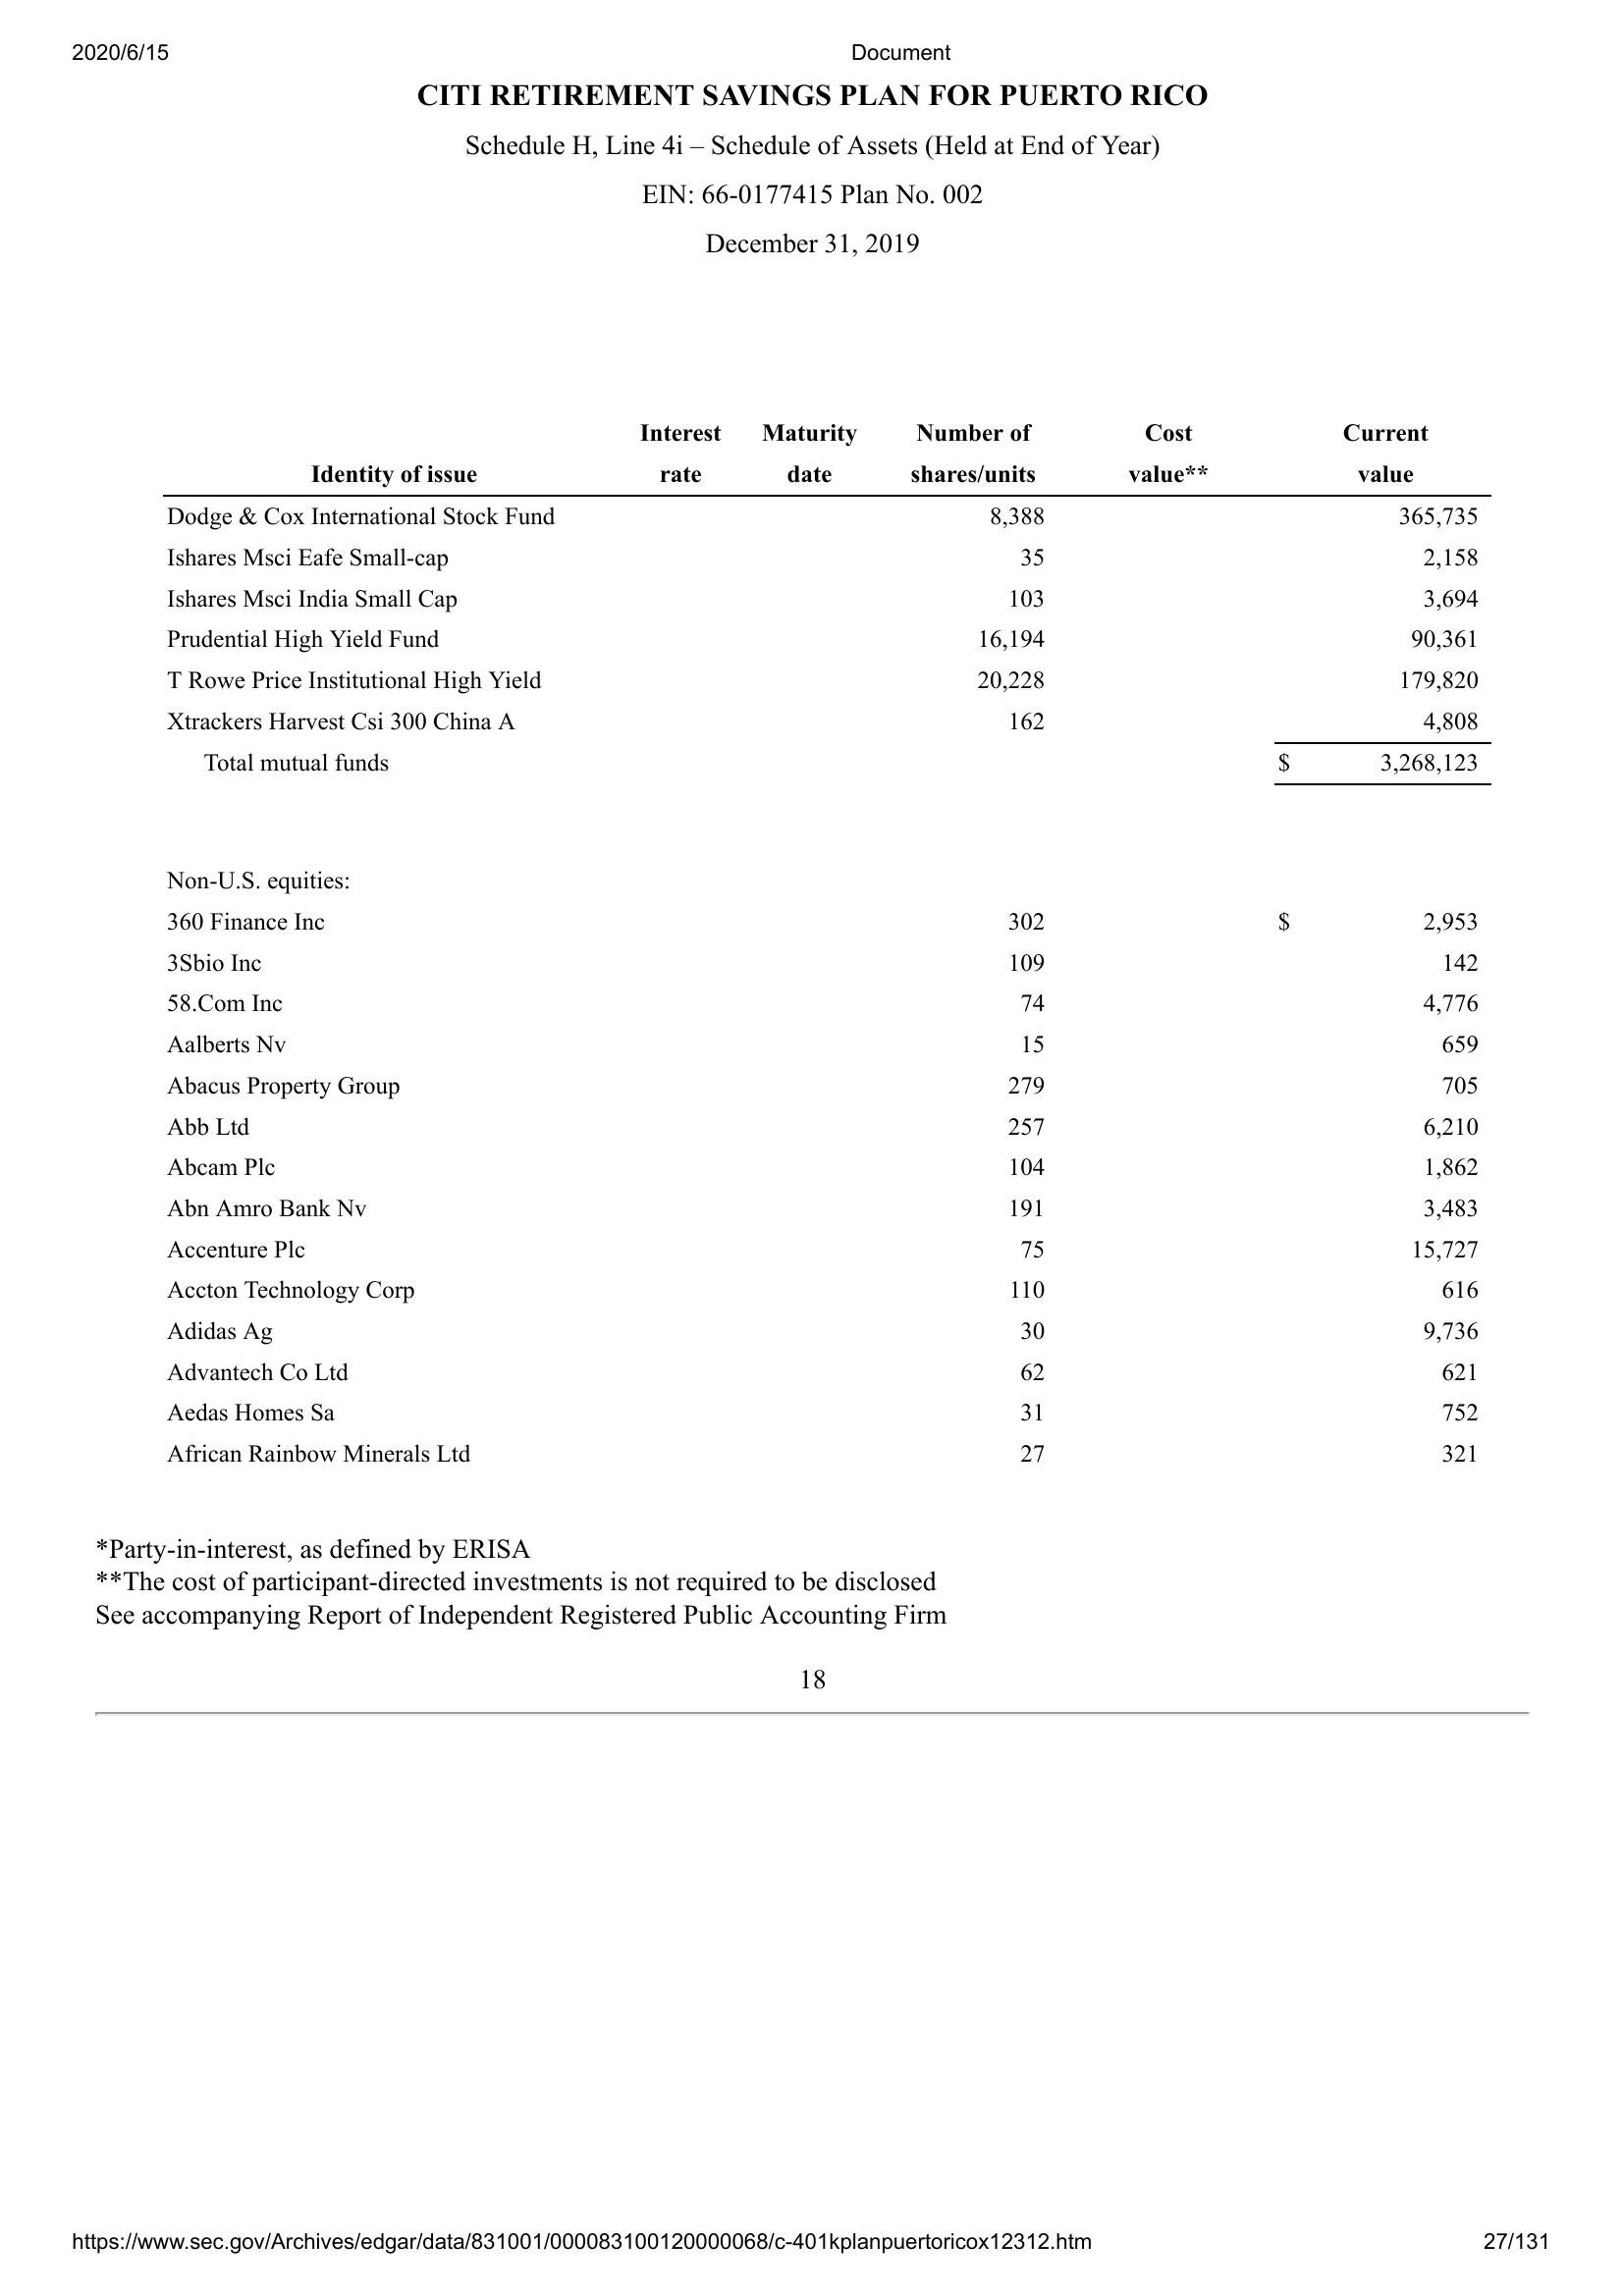 2020/6/15 Document
CITI RETIREMENT SAVINGS PLAN FOR PUERTO RICO
Schedule H, Line 4i – Schedule of Assets (Held at End of Year)
EIN: 66-0177415 Plan No. 002
December 31, 2019
Interest Maturity Number of Cost Current
Identity of issue rate date shares/units value** value
Dodge & Cox International Stock Fund 8,388 365,735
Ishares Msci Eafe Small-cap 35 2,158
Ishares Msci India Small Cap 103 3,694
Prudential High Yield Fund 16,194 90,361
T Rowe Price Institutional High Yield 20,228 179,820
Xtrackers Harvest Csi 300 China A 162 4,808
Total mutual funds $ 3,268,123
Non-U.S. equities:
360 Finance Inc 302 $ 2,953
3Sbio Inc 109 142
58.Com Inc 74 4,776
Aalberts Nv 15 659
Abacus Property Group 279 705
Abb Ltd 257 6,210
Abcam Plc 104 1,862
Abn Amro Bank Nv 191 3,483
Accenture Plc 75 15,727
Accton Technology Corp 110 616
Adidas Ag 30 9,736
Advantech Co Ltd 62 621
Aedas Homes Sa 31 752
African Rainbow Minerals Ltd 27 321
*Party-in-interest, as defined by ERISA
**The cost of participant-directed investments is not required to be disclosed
See accompanying Report of Independent Registered Public Accounting Firm
18
https://www.sec.gov/Archives/edgar/data/831001/000083100120000068/c-401kplanpuertoricox12312.htm 27/131